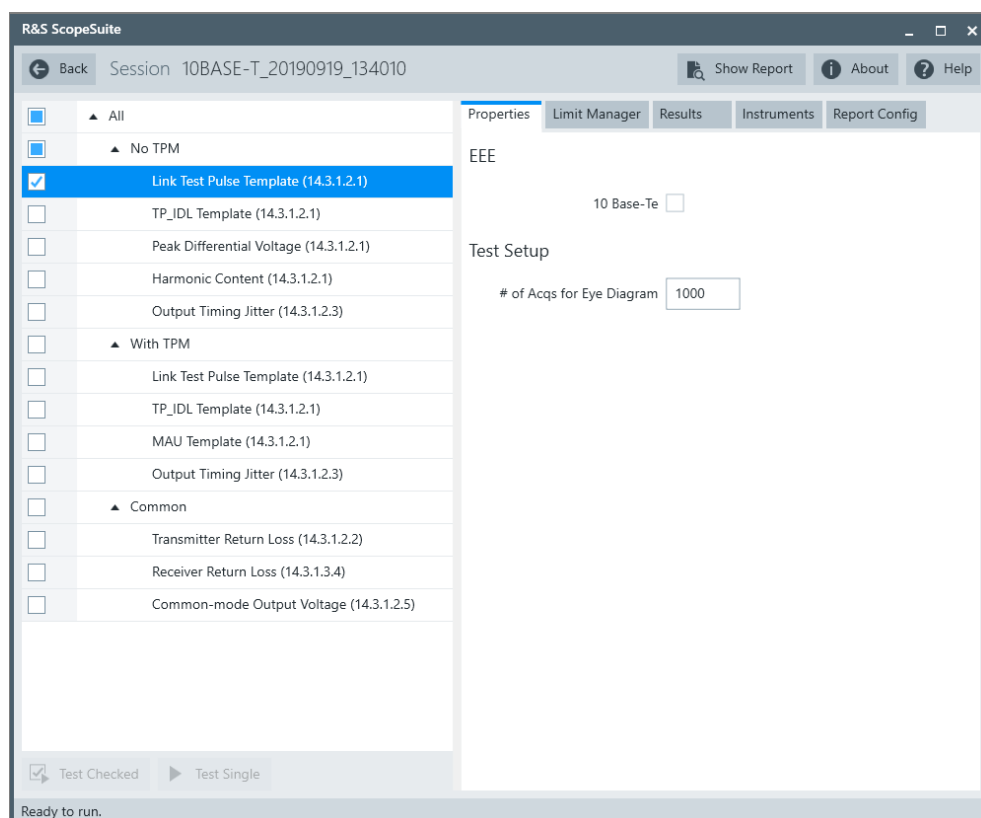 R&S ScopeSuite
Back Session 10BASE-T_20190919_134010 Show Report About Help
All
No TPM
Link Test Pulse Template (14.3.1.2.1)
TP_IDL Template (14.3.1.2.1)
Peak Differential Voltage (14.3.1.2.1)
Harmonic Content (14.3.1.2.1)
Output Timing Jitter (14.3.1.2.3)
With TPM
Link Test Pulse Template (14.3.1.2.1)
TP_IDL Template (14.3.1.2.1)
MAU Template (14.3.1.2.1)
Output Timing Jitter (14.3.1.2.3)
Common
Transmitter Return Loss (14.3.1.2.2)
Receiver Return Loss (14.3.1.3.4)
Common-mode Output Voltage (14.3.1.2.5)
Test Checked Test Single
Properties Limit Manager Results Instruments Report Config
EEE
10 Base-Te
Test Setup
# of Acqs for Eye Diagram 1000
Ready to run.